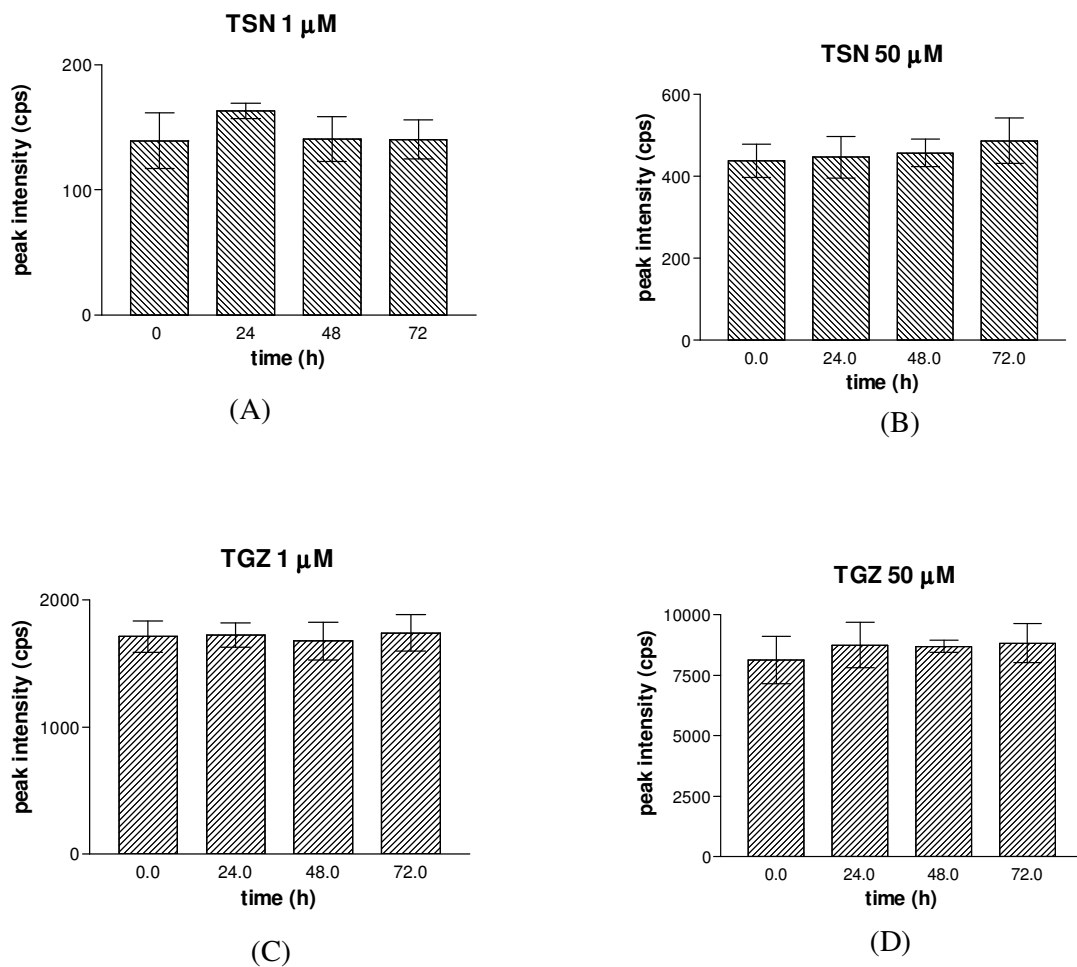 TSN 1 μM
peak intensity (cps)
200
100
0
0 24 48 72
time (h)
(A)
TSN 50 μM
peak intensity (cps)
600
400
200
0
0.0 24.0 48.0 72.0
time (h)
(B)
TGZ 1 μM
peak intensity (cps)
2000
1000
0
0.0 24.0 48.0 72.0
time (h)
(C)
TGZ 50 μM
peak intensity (cps)
10000
7500
5000
2500
0
0.0 24.0 48.0 72.0
time (h)
(D)